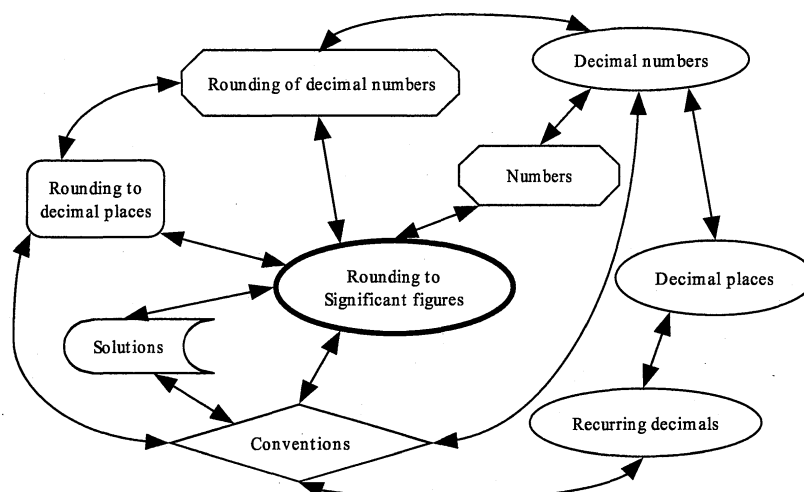 Decimal numbers
Rounding of decimal numbers
Numbers
Rounding to
decimal places
Rounding to
Significant figures
Decimal places
Solutions
Recurring decimals
Conventions